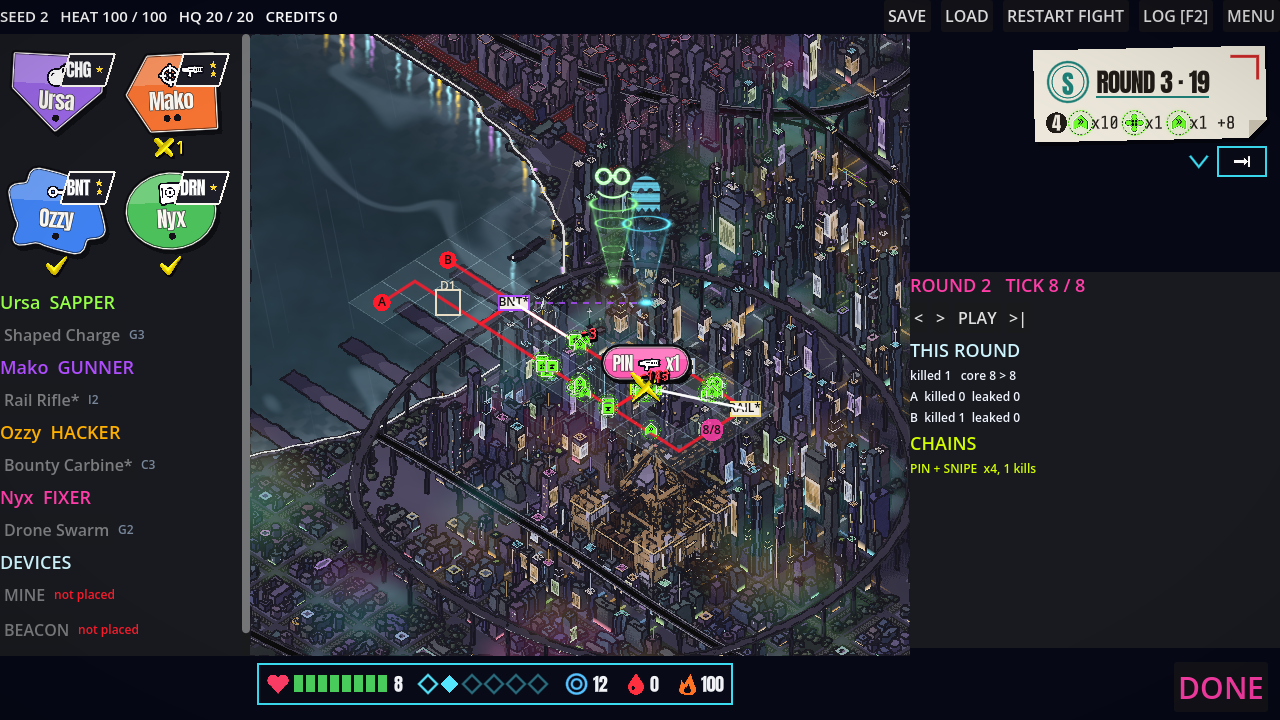 SEED 2 HEAT 100 / 100 HQ 20 / 20 CREDITS 0
SAVE LOAD RESTART FIGHT LOG [F2] MENU
CHG
Ursa
Mako
1
BNT
Ozzy
DRN
Nyx
Ursa SAPPER
Shaped Charge G3
Mako GUNNER
Rail Rifle* I2
Ozzy HACKER
Bounty Carbine* C3
Nyx FIXER
Drone Swarm G2
DEVICES
MINE not placed
BEACON not placed
B
A
D1
BNT*
PIN x1
8/8
S ROUND 3 · 19
4 x10 x1 x1 +8
ROUND 2 TICK 8 / 8
< > PLAY >|
THIS ROUND
killed 1 core 8 > 8
A killed 0 leaked 0
B killed 1 leaked 0
CHAINS
PIN + SNIPE x4, 1 kills
8 12 0 100
DONE